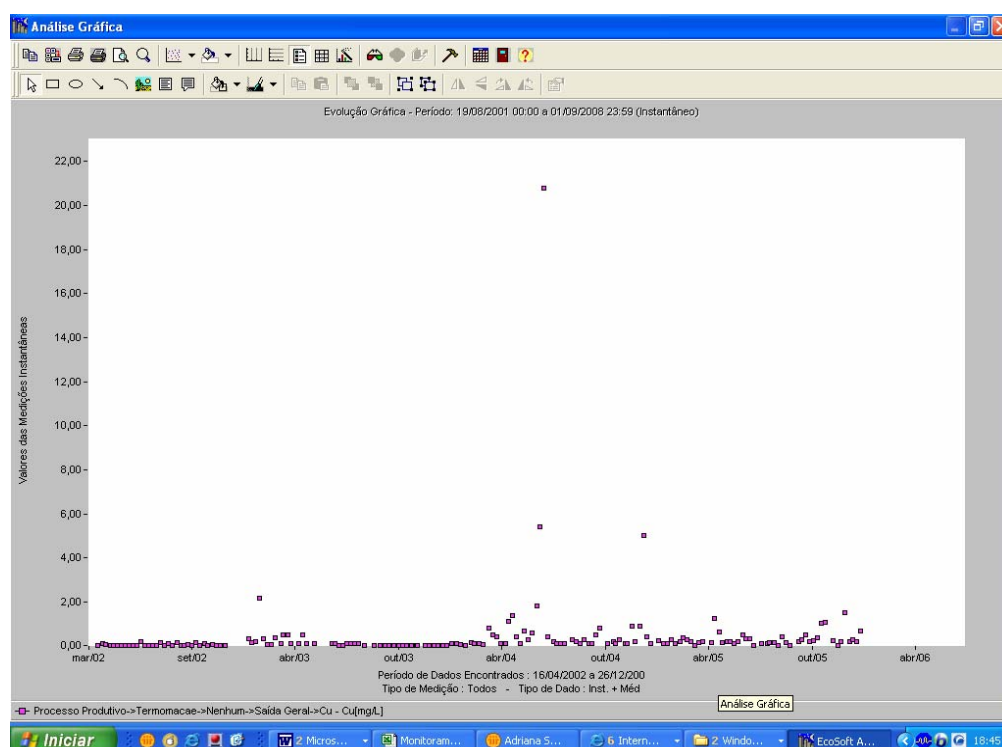 Análise Gráfica
Evolução Gráfica - Período: 19/08/2001 00:00 a 01/09/2008 23:59 (Instantâneo)
Valores das Medições Instantâneas
22,00
20,00
18,00
16,00
14,00
12,00
10,00
8,00
6,00
4,00
2,00
0,00
mar/02 set/02 abr/03 out/03 abr/04 out/04 abr/05 out/05 abr/06
Período de Dados Encontrados : 16/04/2002 a 26/12/200
Tipo de Medição : Todos - Tipo de Dado : Inst. + Méd
Análise Gráfica
Processo Produtivo->Termomacae->Nenhum->Saída Geral->Cu - Cu[mg/L]
Iniciar 2 Micros... Monitoram... Adriana S... 6 Intern... 2 Windo... EcoSoft A... 18:45